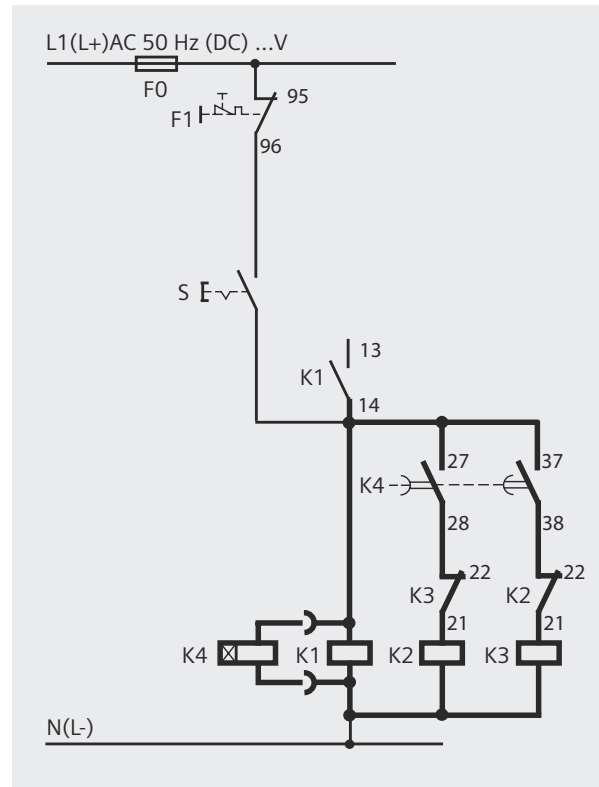 L1(L+)AC 50 Hz (DC) ...V
F0
95
F1
96
S
13
K1
14
27
37
K4
28
38
22
22
K3
K2
21
21
K4
K1
K2
K3
N(L-)